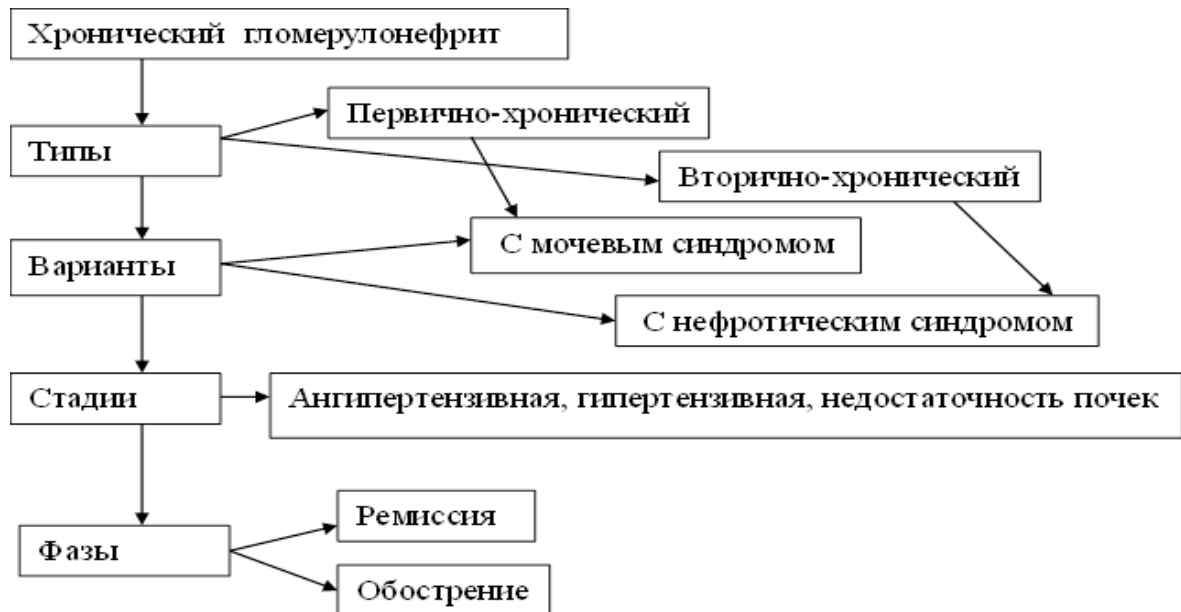 Хронический гломерулонефрит
Первично-хронический
Типы
Вторично-хронический
С мочевым синдромом
Варианты
С нефротическим синдромом
Стадии
Ангипертензивная, гипертензивная, недостаточность почек
Ремиссия
Фазы
Обострение